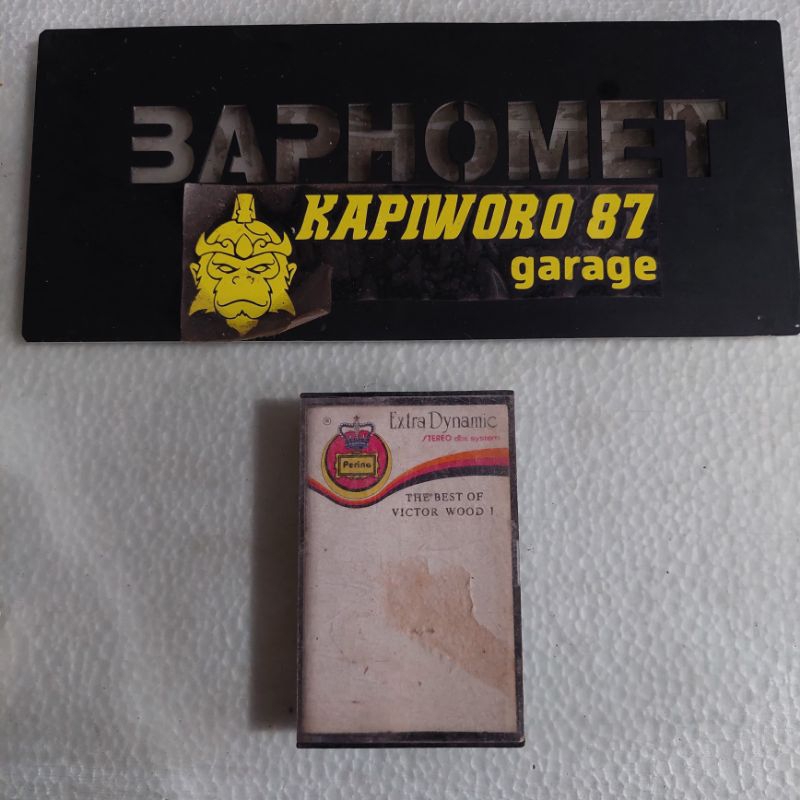 BAPHOMET
KAPIWORO 87
garage
®
Extra Dynamic
STEREO dbs system
Perina
THE BEST OF
VICTOR WOOD 1